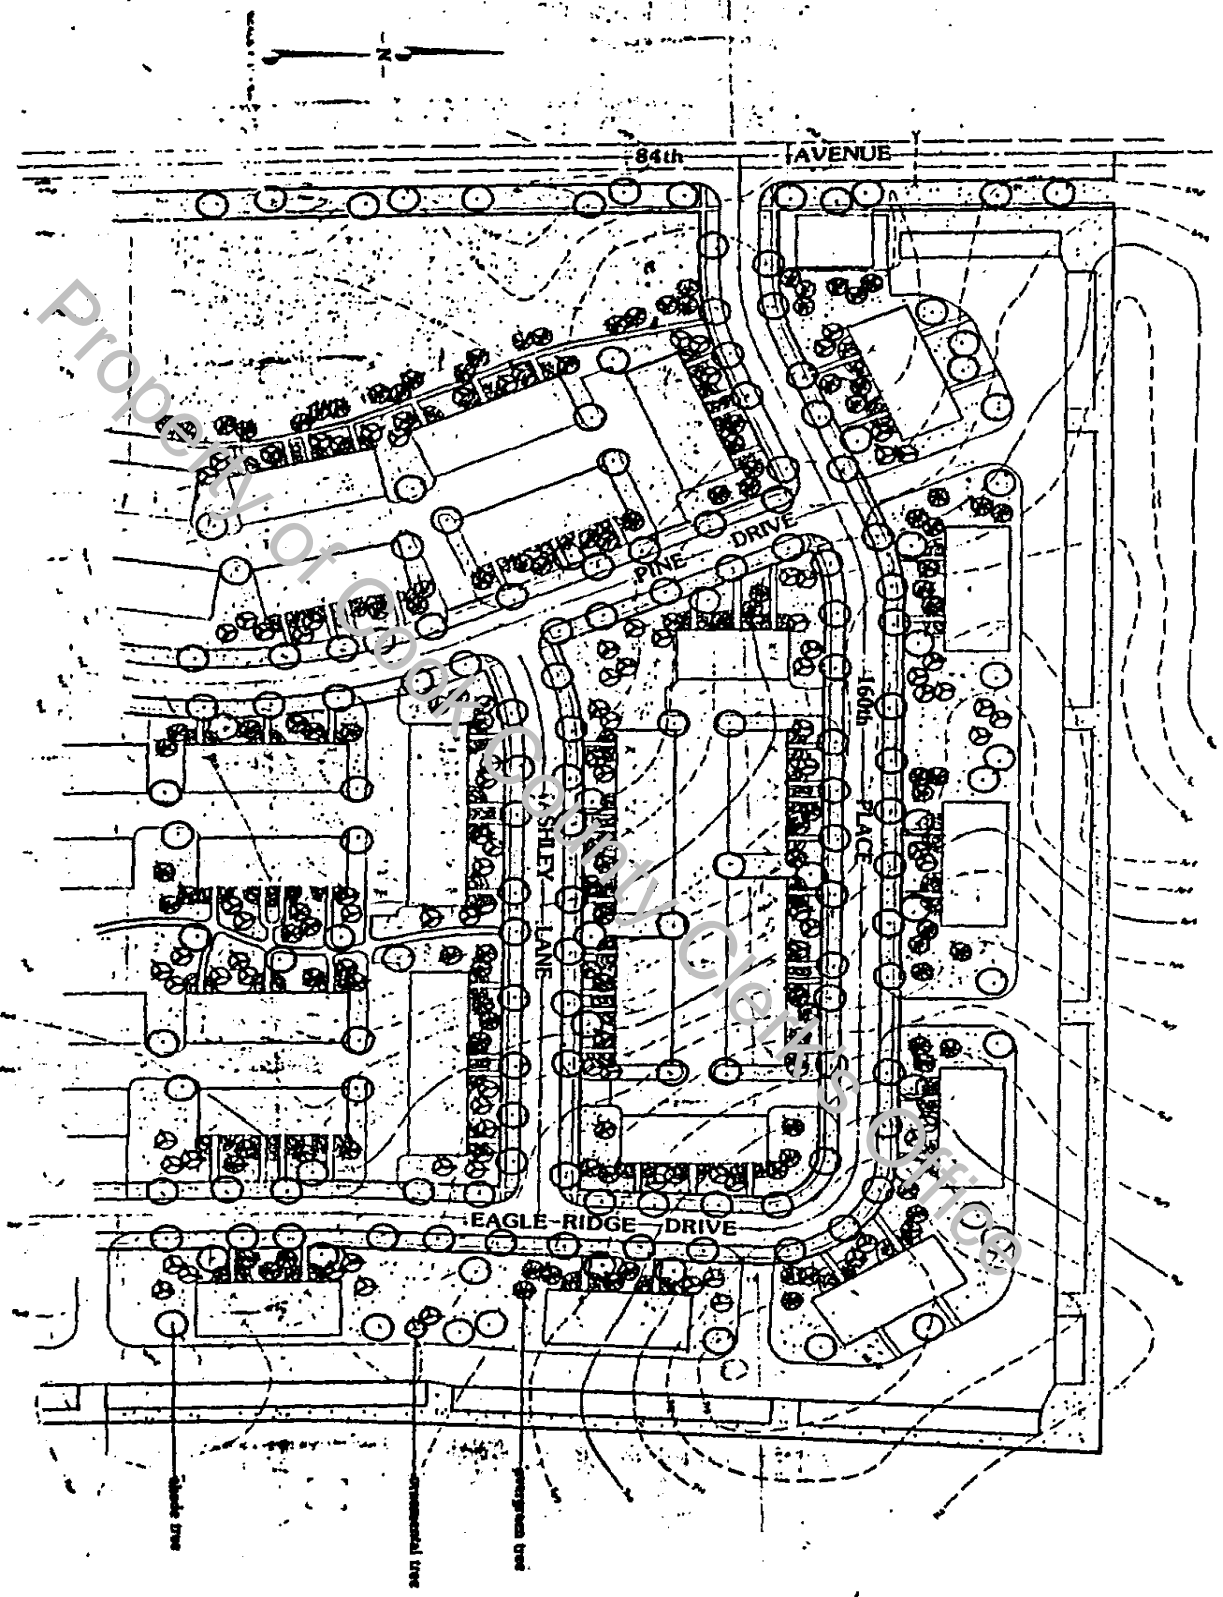 N
84th AVENUE
PINE DRIVE
160th PLACE
ASHLEY LANE
EAGLE RIDGE DRIVE
shade tree
ornamental tree
evergreen tree
Property of Cook County Clerk's Office